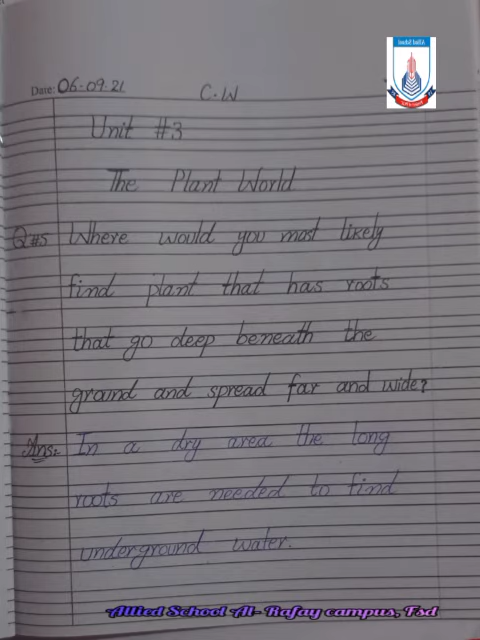 Allied School
Date: 06-09-21
C.W
Unit #3
The Plant World
Q#5 Where would you most likely
find plant that has roots
that go deep beneath the
ground and spread far and wide?
Ans:- In a dry area the long
roots are needed to find
underground water.
Allied School Al- Rafay campus, Fsd